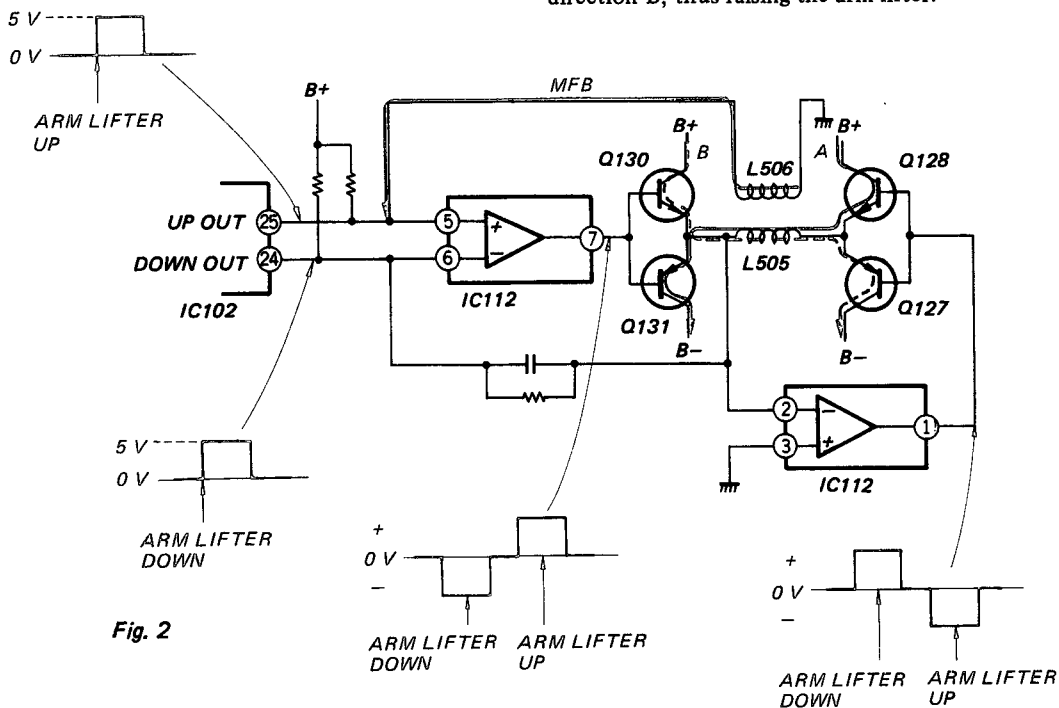 direction B, thus raising the arm lifter.
5 V
0 V
ARM LIFTER
UP
B+
MFB
B+
B
Q130
L506
B+
A
Q128
UP OUT
25
DOWN OUT
24
IC102
5
+
6
−
7
IC112
L505
Q131
B−
Q127
B−
2
−
3
+
1
IC112
5 V
0 V
ARM LIFTER
DOWN
+
0 V
−
ARM LIFTER
DOWN
ARM LIFTER
UP
+
0 V
−
ARM LIFTER
DOWN
ARM LIFTER
UP
Fig. 2